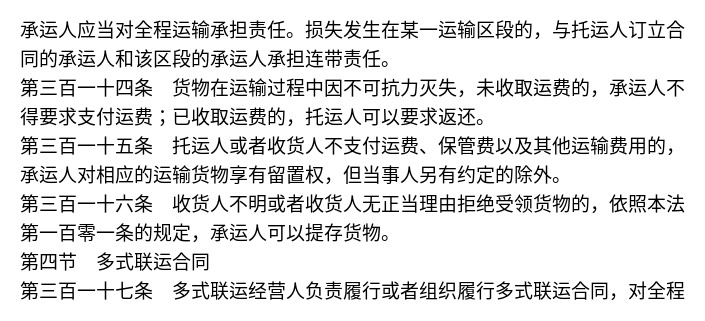 承运人应当对全程运输承担责任。损失发生在某一运输区段的，与托运人订立合
同的承运人和该区段的承运人承担连带责任。
第三百一十四条　货物在运输过程中因不可抗力灭失，未收取运费的，承运人不
得要求支付运费；已收取运费的，托运人可以要求返还。
第三百一十五条　托运人或者收货人不支付运费、保管费以及其他运输费用的，
承运人对相应的运输货物享有留置权，但当事人另有约定的除外。
第三百一十六条　收货人不明或者收货人无正当理由拒绝受领货物的，依照本法
第一百零一条的规定，承运人可以提存货物。
第四节　多式联运合同
第三百一十七条　多式联运经营人负责履行或者组织履行多式联运合同，对全程